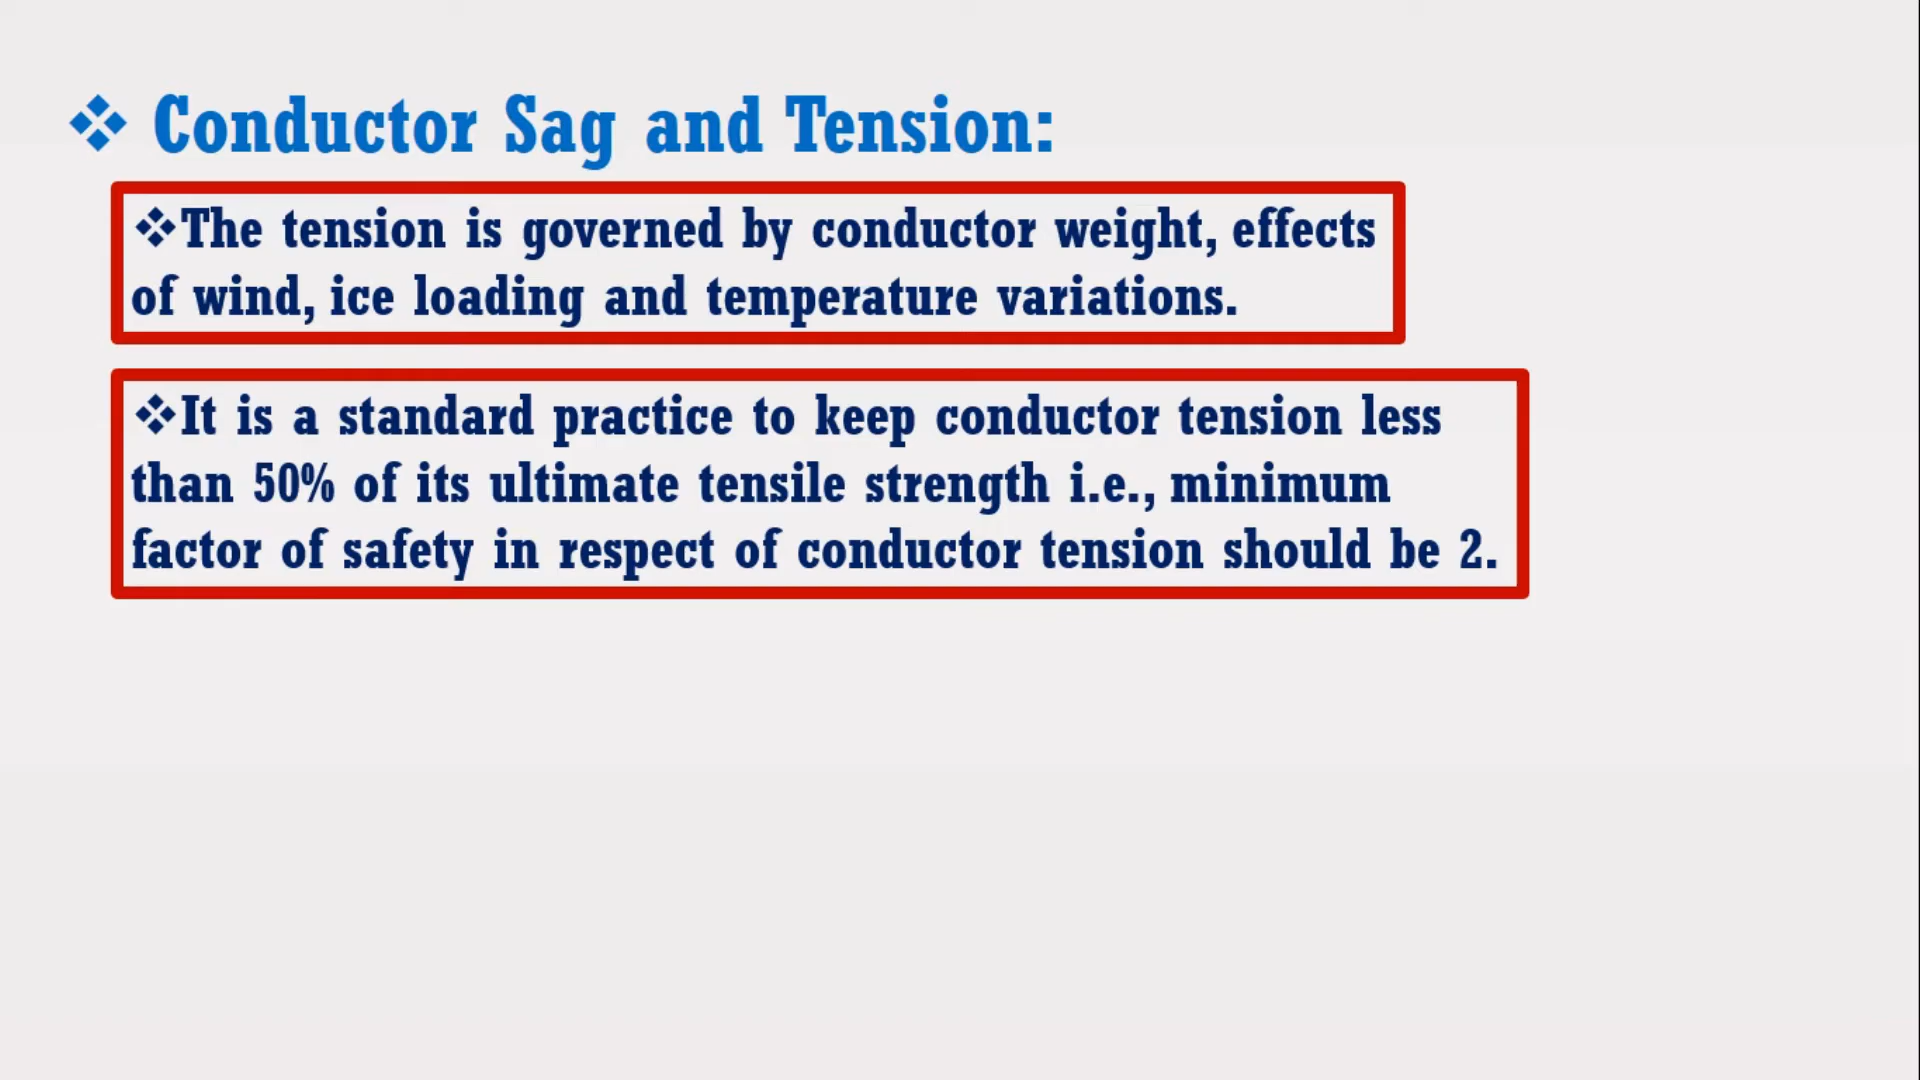 ❖ Conductor Sag and Tension:
❖The tension is governed by conductor weight, effects
of wind, ice loading and temperature variations.
❖It is a standard practice to keep conductor tension less
than 50% of its ultimate tensile strength i.e., minimum
factor of safety in respect of conductor tension should be 2.